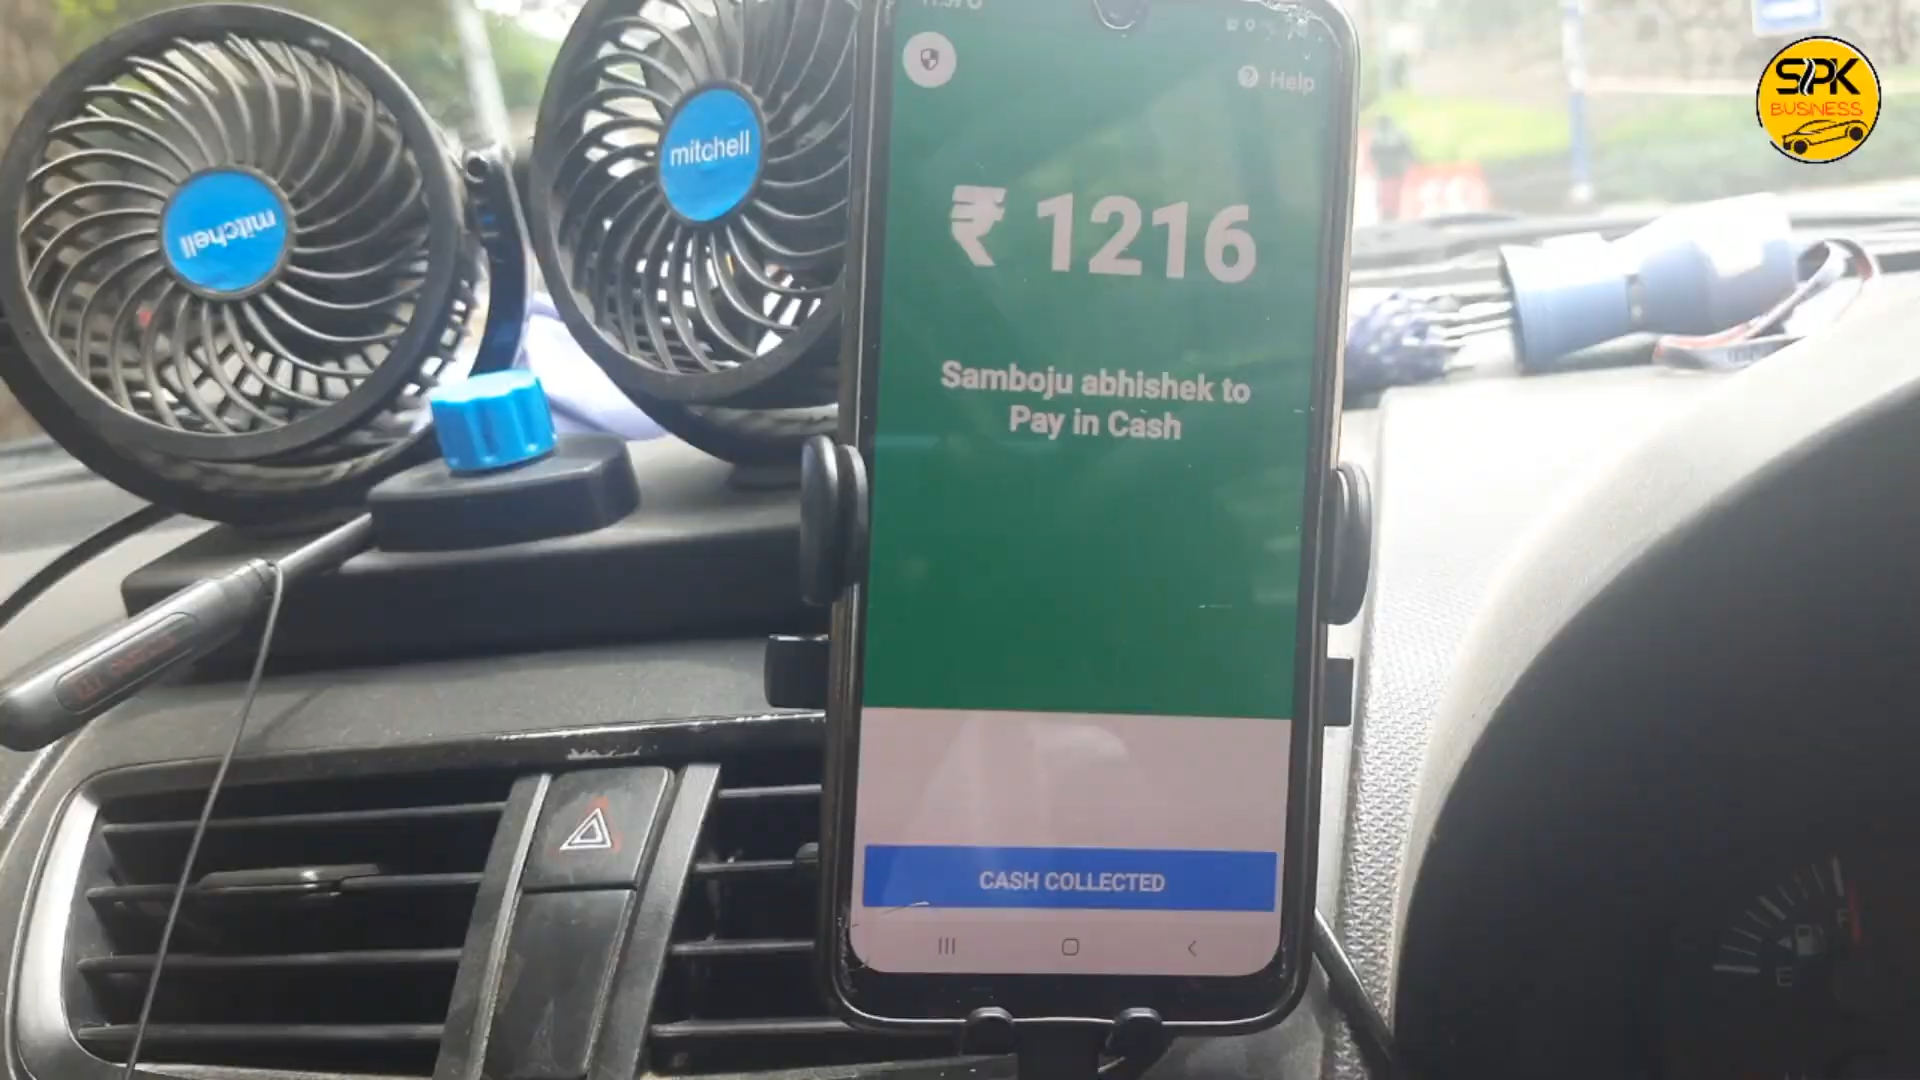 mitchell
mitchell
Help
₹ 1216
Samboju abhishek to
Pay in Cash
CASH COLLECTED
SPK
BUSINESS
F
E